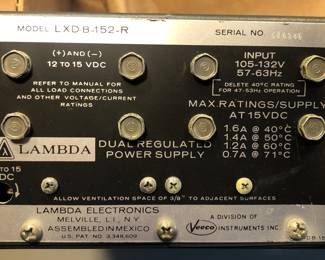 MODEL LXD-B-152-R
SERIAL NO.
(+) AND (-)
12 TO 15 VDC
REFER TO MANUAL FOR
ALL LOAD CONNECTIONS
AND OTHER VOLTAGE/CURRENT
RATINGS
INPUT
105-132V
57-63Hz
DELETE 40°C RATING
FOR 47-53Hz OPERATION
MAX. RATINGS/SUPPLY
AT 15VDC
1.6A @ 40°C
1.4A @ 50°C
1.2A @ 60°C
0.7A @ 71°C
LAMBDA
DUAL REGULATED
POWER SUPPLY
TO 15
VDC
ALLOW VENTILATION SPACE OF 3/8" TO ADJACENT SURFACES
LAMBDA ELECTRONICS
MELVILLE, L.I., N.Y.
ASSEMBLED IN MEXICO
U.S. PAT. NO. 3,348,609
A DIVISION OF
Veeco INSTRUMENTS INC.